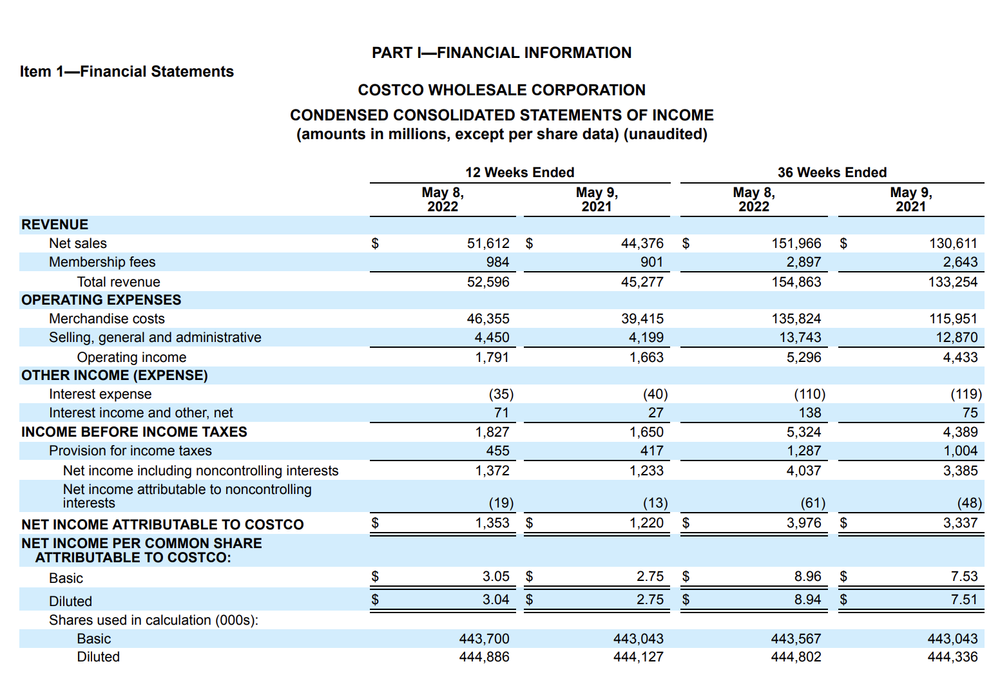 PART I—FINANCIAL INFORMATION
Item 1—Financial Statements
COSTCO WHOLESALE CORPORATION
CONDENSED CONSOLIDATED STATEMENTS OF INCOME
(amounts in millions, except per share data) (unaudited)
12 Weeks Ended 36 Weeks Ended
May 8, May 9, May 8, May 9,
2022 2021 2022 2021
REVENUE
Net sales $ 51,612 $ 44,376 $ 151,966 $ 130,611
Membership fees 984 901 2,897 2,643
Total revenue 52,596 45,277 154,863 133,254
OPERATING EXPENSES
Merchandise costs 46,355 39,415 135,824 115,951
Selling, general and administrative 4,450 4,199 13,743 12,870
Operating income 1,791 1,663 5,296 4,433
OTHER INCOME (EXPENSE)
Interest expense (35) (40) (110) (119)
Interest income and other, net 71 27 138 75
INCOME BEFORE INCOME TAXES 1,827 1,650 5,324 4,389
Provision for income taxes 455 417 1,287 1,004
Net income including noncontrolling interests 1,372 1,233 4,037 3,385
Net income attributable to noncontrolling
interests (19) (13) (61) (48)
NET INCOME ATTRIBUTABLE TO COSTCO $ 1,353 $ 1,220 $ 3,976 $ 3,337
NET INCOME PER COMMON SHARE
ATTRIBUTABLE TO COSTCO:
Basic $ 3.05 $ 2.75 $ 8.96 $ 7.53
Diluted $ 3.04 $ 2.75 $ 8.94 $ 7.51
Shares used in calculation (000s):
Basic 443,700 443,043 443,567 443,043
Diluted 444,886 444,127 444,802 444,336